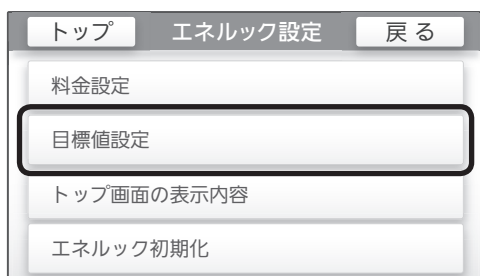 トップ エネルック設定 戻る
料金設定
目標値設定
トップ画面の表示内容
エネルック初期化